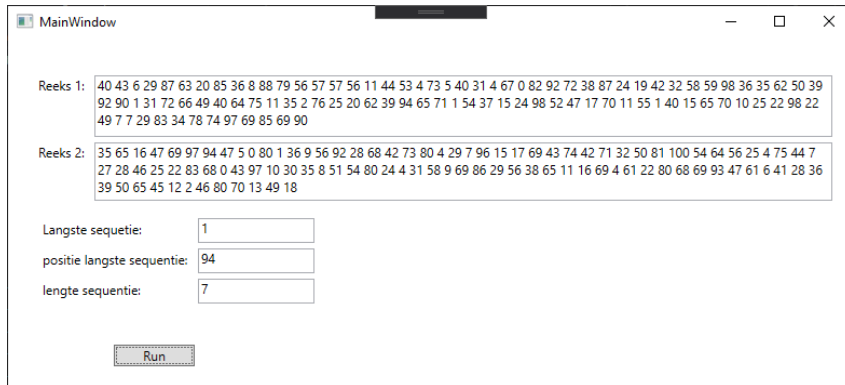 MainWindow
Reeks 1: 40 43 6 29 87 63 20 85 36 8 88 79 56 57 57 56 11 44 53 4 73 5 40 31 4 67 0 82 92 72 38 87 24 19 42 32 58 59 98 36 35 62 50 39
92 90 1 31 72 66 49 40 64 75 11 35 2 76 25 20 62 39 94 65 71 1 54 37 15 24 98 52 47 17 70 11 55 1 40 15 65 70 10 25 22 98 22
49 7 7 29 83 34 78 74 97 69 85 69 90
Reeks 2: 35 65 16 47 69 97 94 47 5 0 80 1 36 9 56 92 28 68 42 73 80 4 29 7 96 15 17 69 43 74 42 71 32 50 81 100 54 64 56 25 4 75 44 7
27 28 46 25 22 83 68 0 43 97 10 30 35 8 51 54 80 24 4 31 58 9 69 86 29 56 38 65 11 16 69 4 61 22 80 68 69 93 47 61 6 41 28 36
39 50 65 45 12 2 46 80 70 13 49 18
Langste sequetie: 1
positie langste sequentie: 94
lengte sequentie: 7
Run